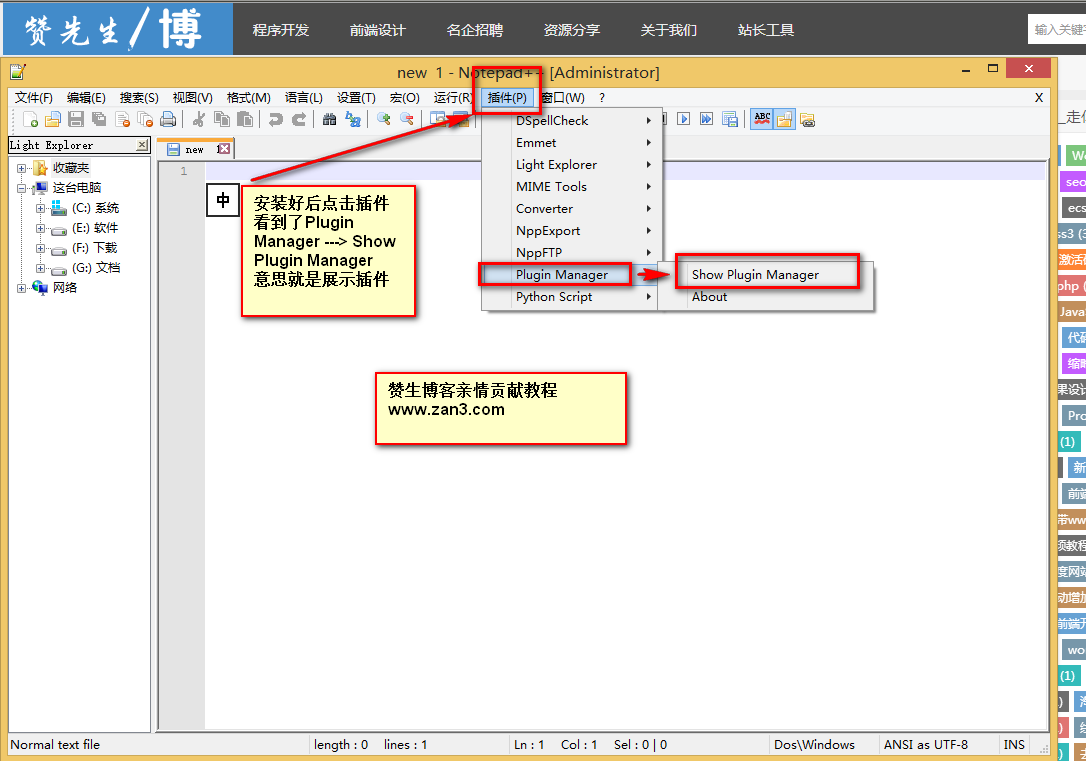 赞先生/博
程序开发 前端设计 名企招聘 资源分享 关于我们 站长工具
输入关键字
new 1 - Notepad++ [Administrator]
文件(F) 编辑(E) 搜索(S) 视图(V) 格式(M) 语言(L) 设置(T) 宏(O) 运行(R) 插件(P) 窗口(W) ? X
ABC
Light Explorer
new 1
收藏夹
这台电脑
(C:) 系统
(E:) 软件
(F:) 下载
(G:) 文档
网络
1
中
安装好后点击插件
看到了Plugin
Manager ---> Show
Plugin Manager
意思就是展示插件
DSpellCheck
Emmet
Light Explorer
MIME Tools
Converter
NppExport
NppFTP
Plugin Manager
Python Script
Show Plugin Manager
About
赞生博客亲情贡献教程
www.zan3.com
seo
ecs
ss3 (3
激活
php (
Java
代码
缩略
果设计
Pro
(1)
新
前端
带ww
频教程
度网站
动增加
前端开
wo
(1)
Normal text file length : 0 lines : 1 Ln : 1 Col : 1 Sel : 0 | 0 Dos\Windows ANSI as UTF-8 INS